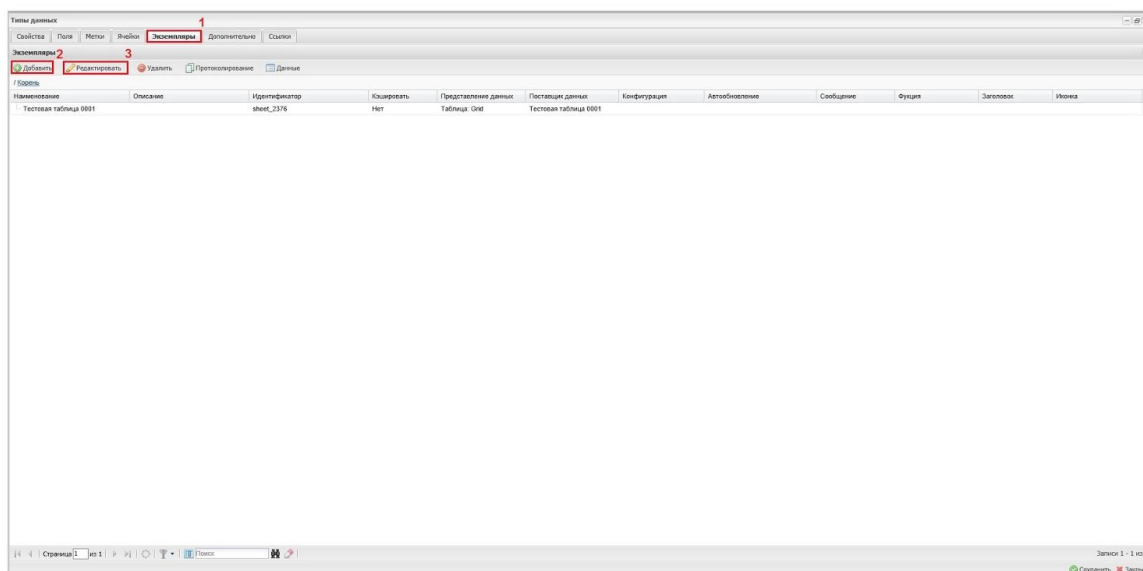 Типы данных
1
Свойства Поля Метки Ячейки Экземпляры Дополнительно Ссылки
Экземпляры 2 3
Добавить Редактировать Удалить Протоколирование Данные
/ Корень
Наименование Описание Идентификатор Кэшировать Представление данных Поставщик данных Конфигурация Автообновление Сообщение Фукция Заголовок Иконка
Тестовая таблица 0001 sheet_2376 Нет Таблица: Grid Тестовая таблица 0001
Страница 1 из 1 Поиск Записи 1 - 1 из
Сохранить